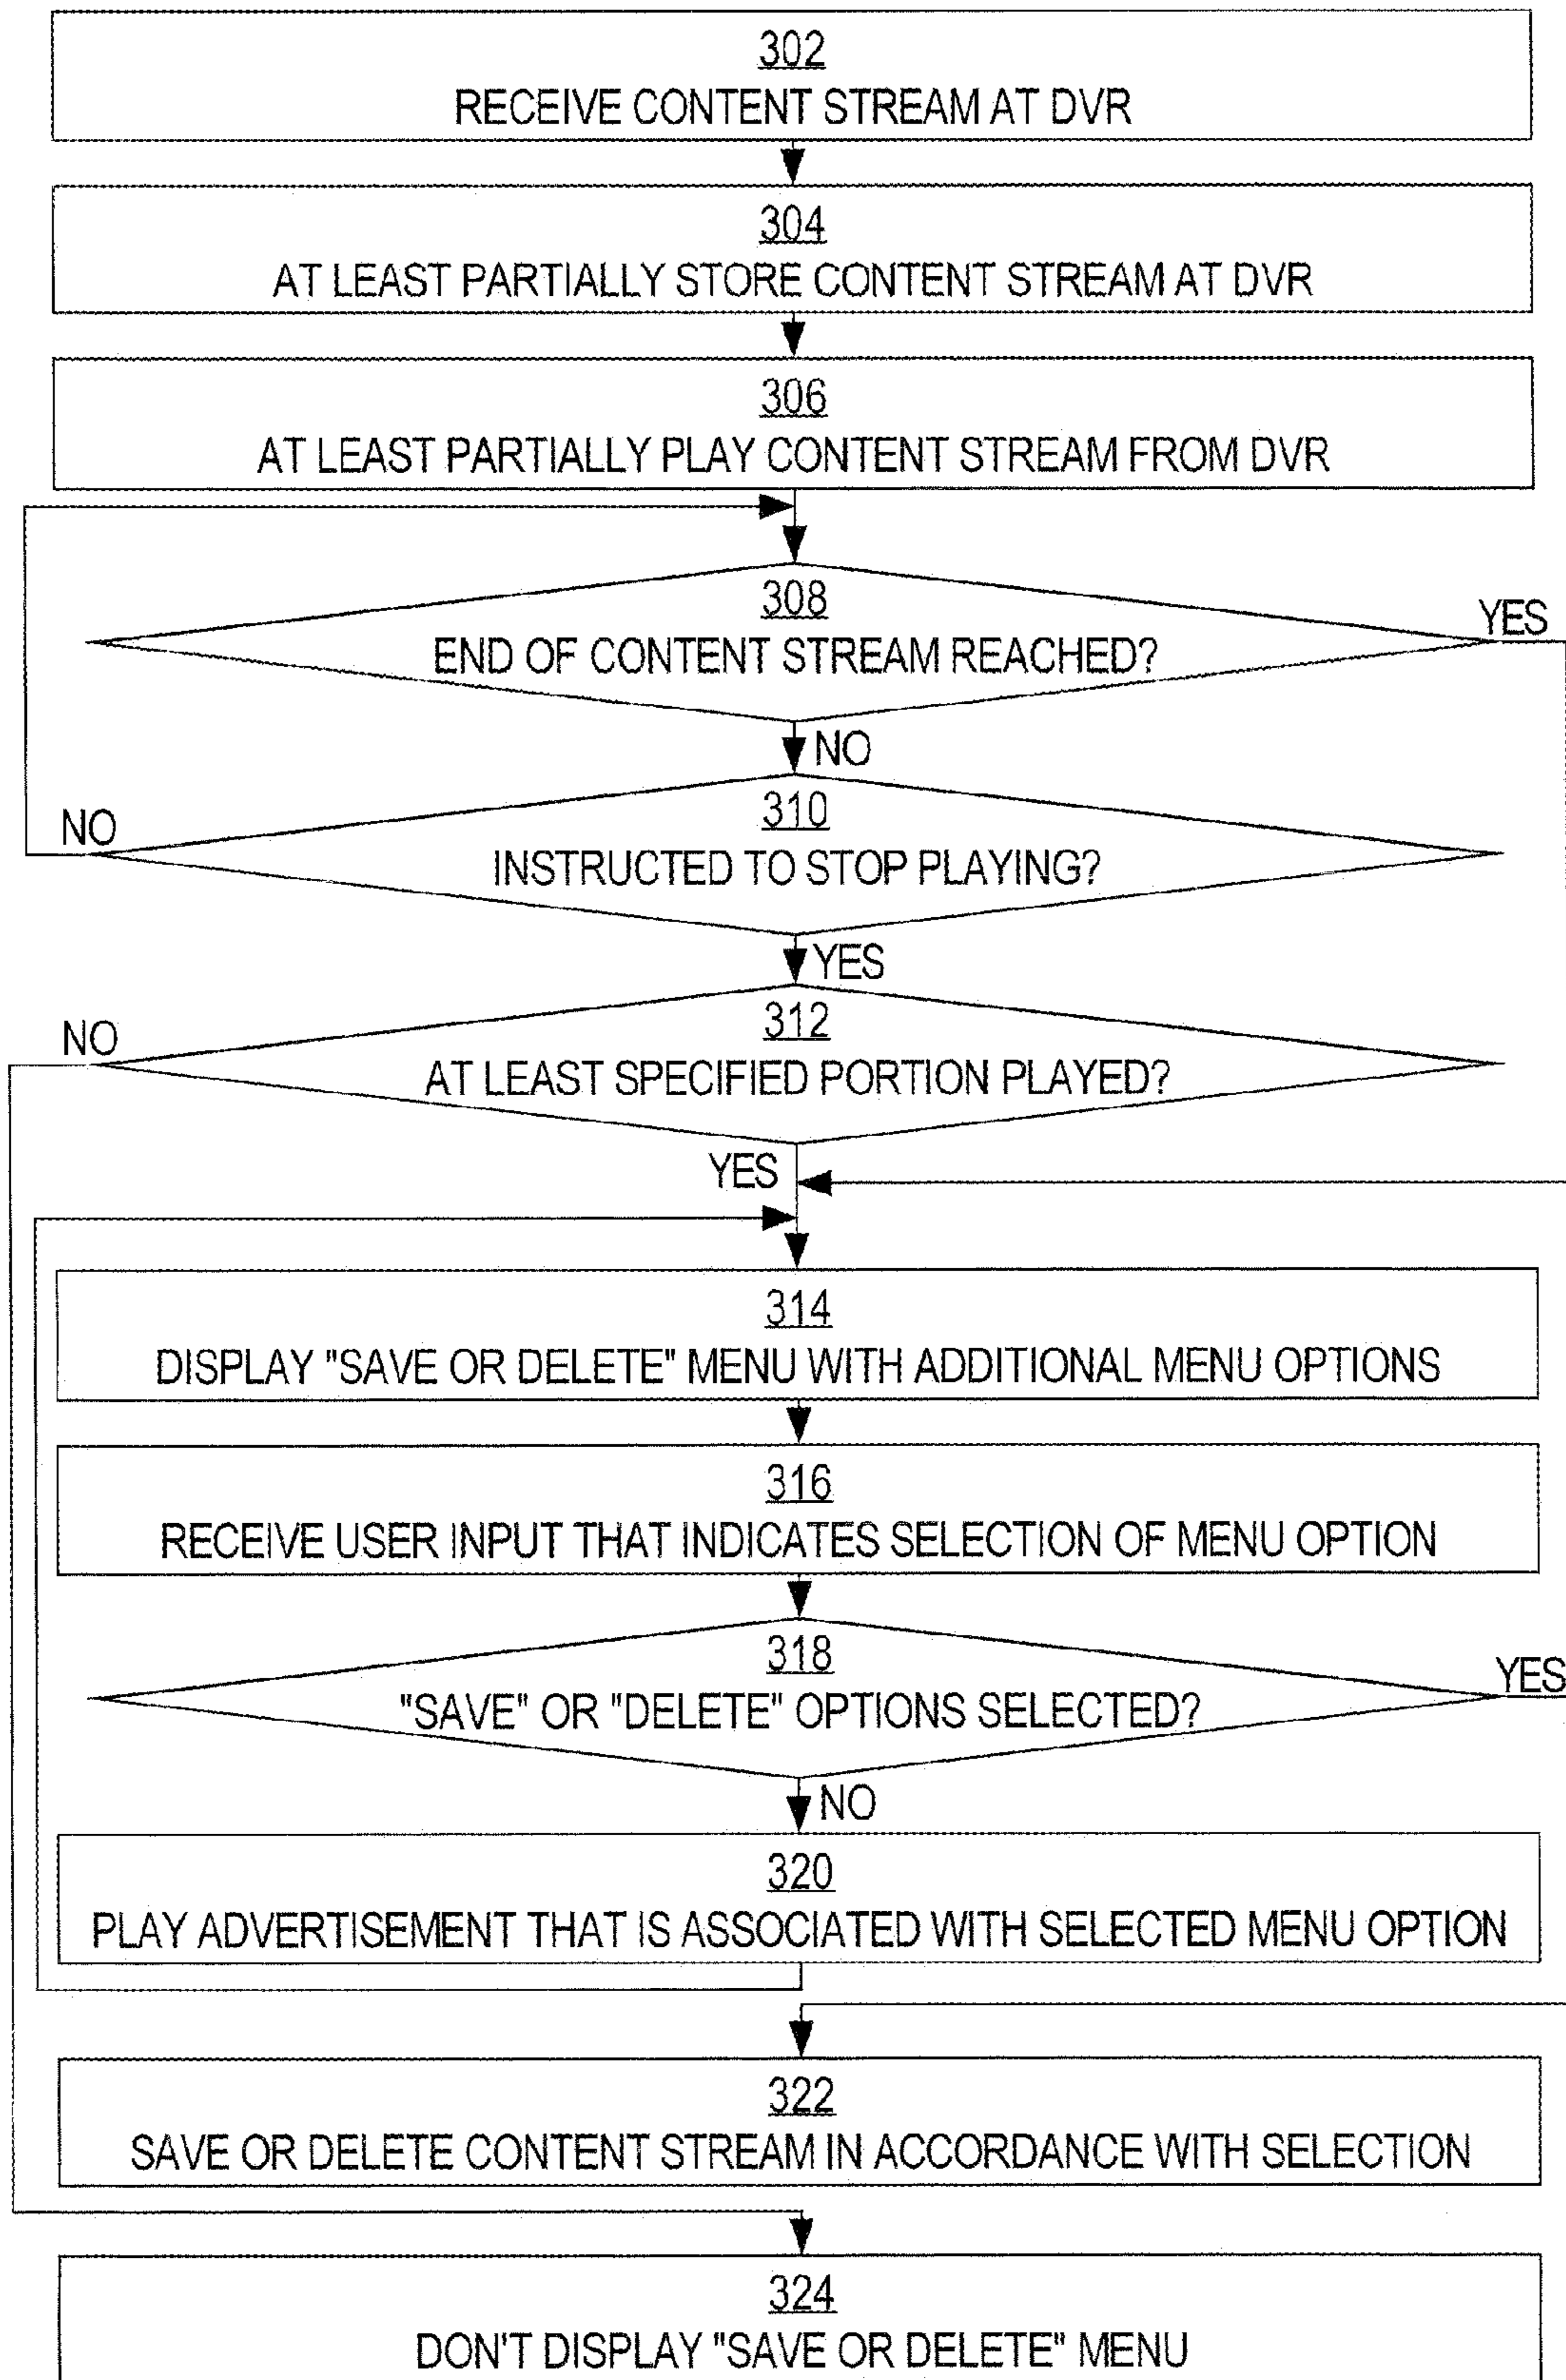 302
RECEIVE CONTENT STREAM AT DVR
304
AT LEAST PARTIALLY STORE CONTENT STREAM AT DVR
306
AT LEAST PARTIALLY PLAY CONTENT STREAM FROM DVR
308
YES
END OF CONTENT STREAM REACHED?
NO
310
NO
INSTRUCTED TO STOP PLAYING?
YES
312
NO
AT LEAST SPECIFIED PORTION PLAYED?
YES
314
DISPLAY "SAVE OR DELETE" MENU WITH ADDITIONAL MENU OPTIONS
316
RECEIVE USER INPUT THAT INDICATES SELECTION OF MENU OPTION
318
YES
"SAVE" OR "DELETE" OPTIONS SELECTED?
NO
320
PLAY ADVERTISEMENT THAT IS ASSOCIATED WITH SELECTED MENU OPTION
322
SAVE OR DELETE CONTENT STREAM IN ACCORDANCE WITH SELECTION
324
DON'T DISPLAY "SAVE OR DELETE" MENU